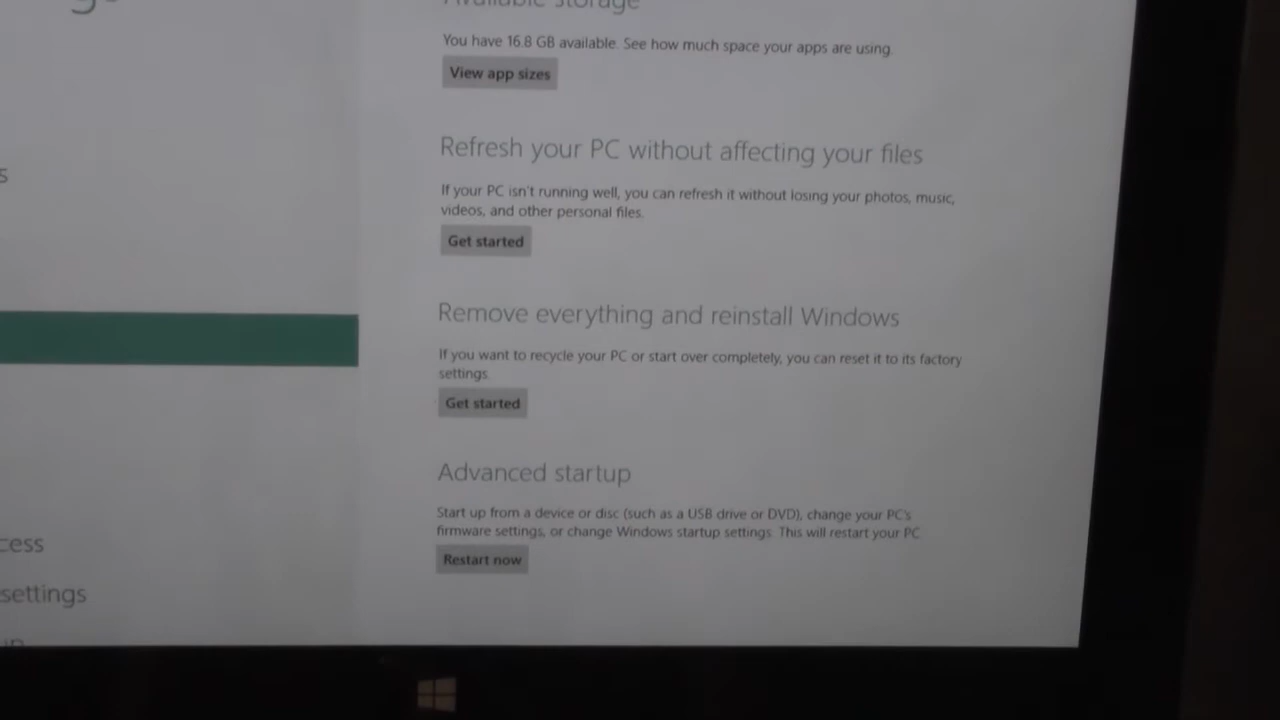 Available storage
You have 16.8 GB available. See how much space your apps are using.
View app sizes
Refresh your PC without affecting your files
If your PC isn't running well, you can refresh it without losing your photos, music,
videos, and other personal files.
Get started
Remove everything and reinstall Windows
If you want to recycle your PC or start over completely, you can reset it to its factory
settings.
Get started
Advanced startup
Start up from a device or disc (such as a USB drive or DVD), change your PC's
firmware settings, or change Windows startup settings. This will restart your PC.
Restart now
s
cess
settings